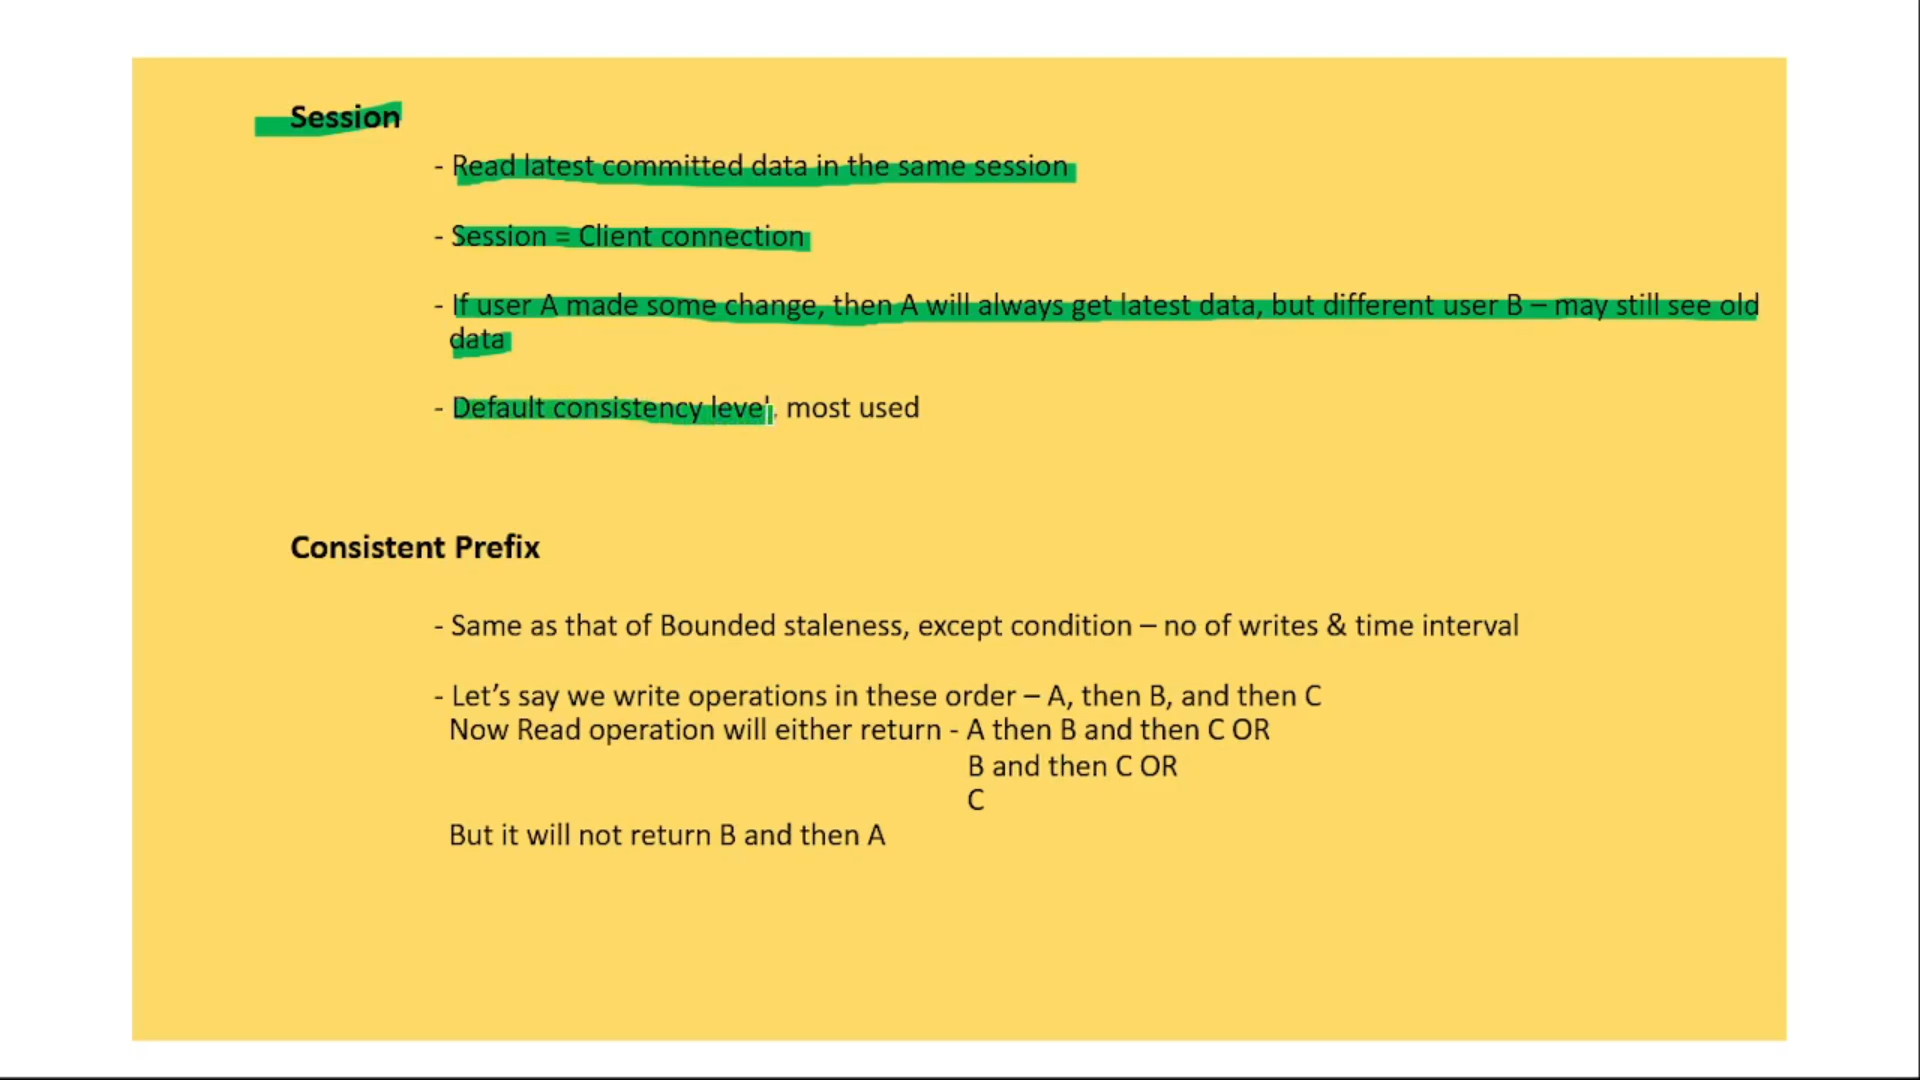 Session
- Read latest committed data in the same session
- Session = Client connection
- If user A made some change, then A will always get latest data, but different user B – may still see old
data
- Default consistency level, most used
Consistent Prefix
- Same as that of Bounded staleness, except condition – no of writes & time interval
- Let’s say we write operations in these order – A, then B, and then C
Now Read operation will either return - A then B and then C OR
B and then C OR
C
But it will not return B and then A